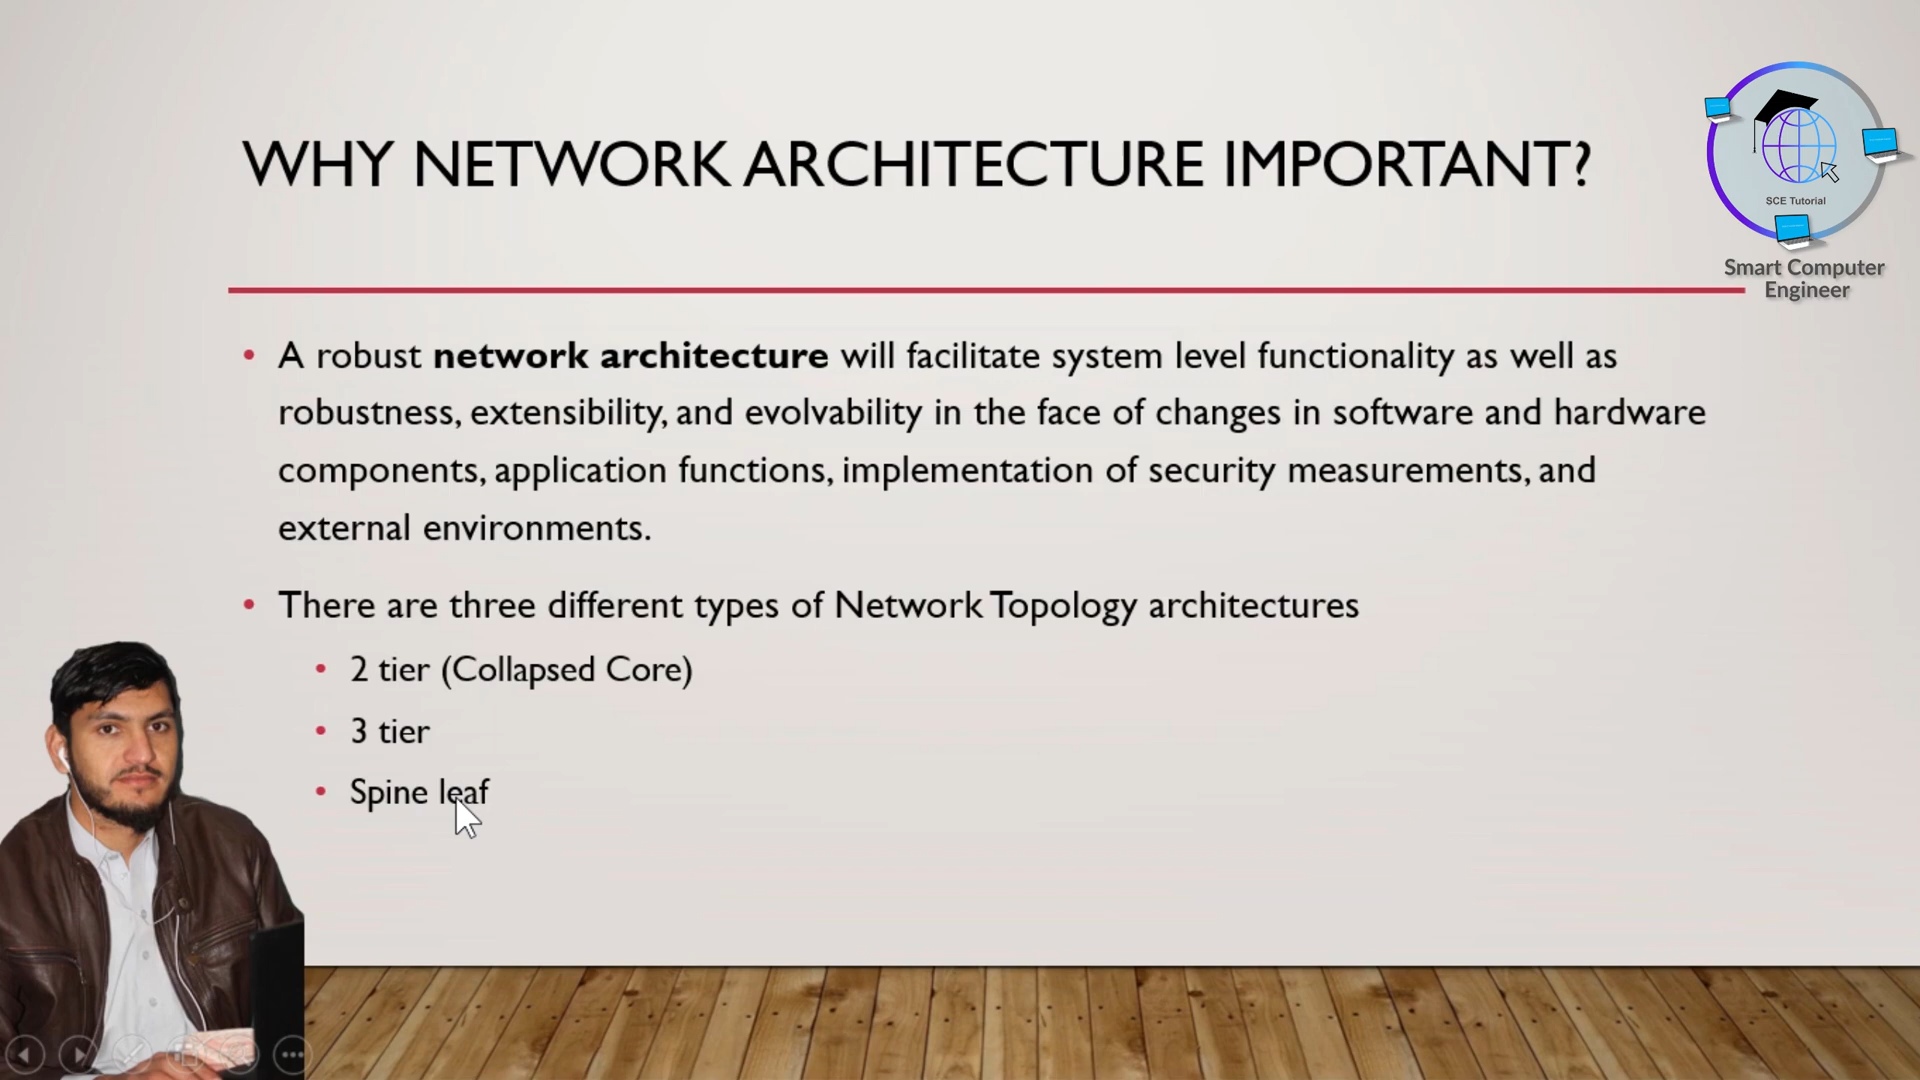 WHY NETWORK ARCHITECTURE IMPORTANT?
SCE Tutorial
Smart Computer
Engineer
• A robust network architecture will facilitate system level functionality as well as
robustness, extensibility, and evolvability in the face of changes in software and hardware
components, application functions, implementation of security measurements, and
external environments.
• There are three different types of Network Topology architectures
• 2 tier (Collapsed Core)
• 3 tier
• Spine leaf